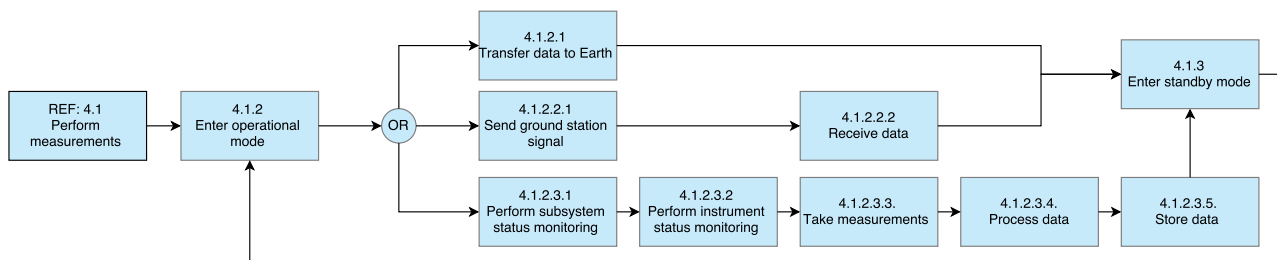 REF: 4.1
Perform
measurements
4.1.2
Enter operational
mode
OR
4.1.2.1
Transfer data to Earth
4.1.2.2.1
Send ground station
signal
4.1.2.2.2
Receive data
4.1.2.3.1
Perform subsystem
status monitoring
4.1.2.3.2
Perform instrument
status monitoring
4.1.2.3.3.
Take measurements
4.1.2.3.4.
Process data
4.1.2.3.5.
Store data
4.1.3
Enter standby mode